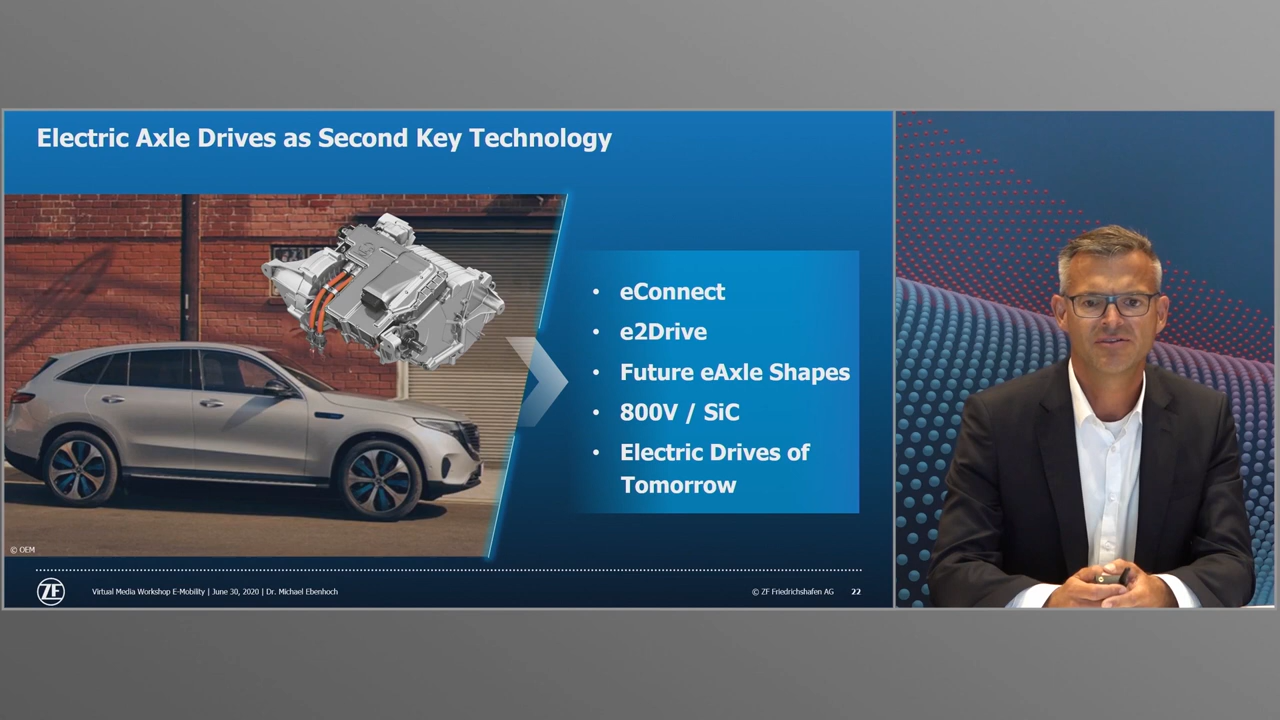 Electric Axle Drives as Second Key Technology
• eConnect
• e2Drive
• Future eAxle Shapes
• 800V / SiC
• Electric Drives of
Tomorrow
© OEM
ZF
Virtual Media Workshop E-Mobility | June 30, 2020 | Dr. Michael Ebenhoch
© ZF Friedrichshafen AG 22